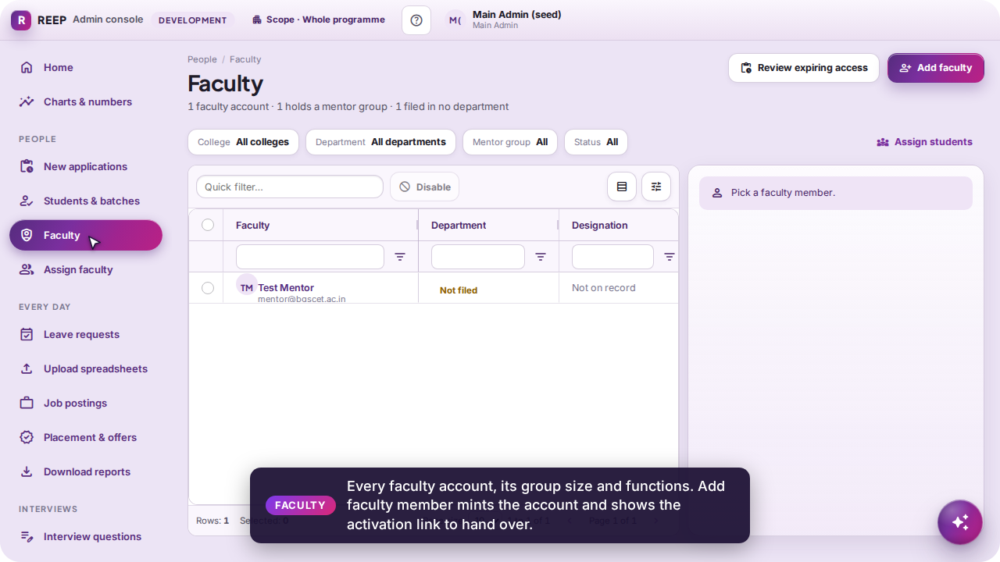 R REEP Admin console DEVELOPMENT Scope · Whole programme M( Main Admin (seed)
Main Admin
Home
Charts & numbers
PEOPLE
New applications
Students & batches
Faculty
Assign faculty
EVERY DAY
Leave requests
Upload spreadsheets
Job postings
Placement & offers
Download reports
INTERVIEWS
Interview questions
People / Faculty
Faculty
1 faculty account · 1 holds a mentor group · 1 filed in no department
Review expiring access
Add faculty
College All colleges
Department All departments
Mentor group All
Status All
Assign students
Quick filter...
Disable
Faculty Department Designation
TM Test Mentor Not filed Not on record
mentor@bgscet.ac.in
Pick a faculty member.
Rows: 1 Selected: 0
Page 1 of 1
FACULTY
Every faculty account, its group size and functions. Add
faculty member mints the account and shows the
activation link to hand over.